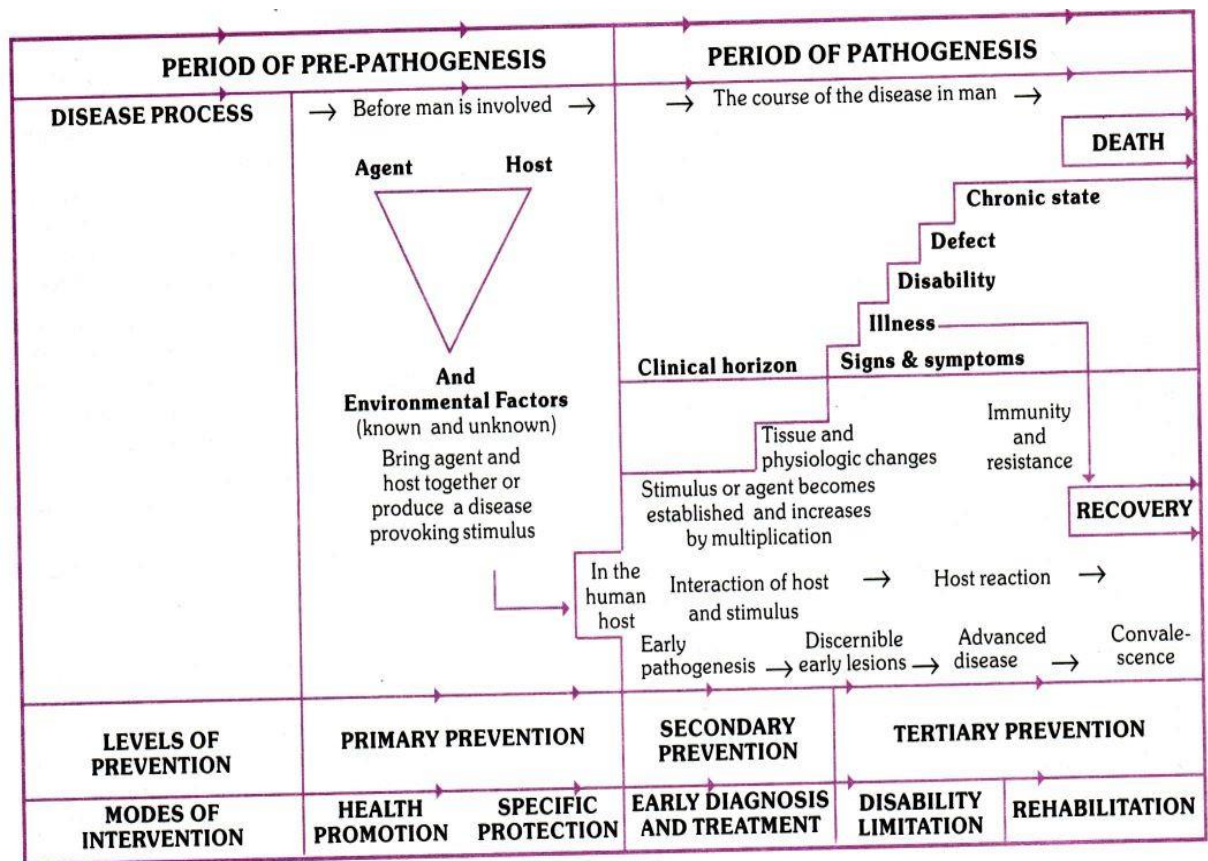 PERIOD OF PRE-PATHOGENESIS
PERIOD OF PATHOGENESIS
DISEASE PROCESS
→ Before man is involved →
→ The course of the disease in man →
DEATH
Agent
Host
Chronic state
Defect
Disability
Illness
Clinical horizon
Signs & symptoms
And
Environmental Factors
(known and unknown)
Bring agent and
host together or
produce a disease
provoking stimulus
Tissue and
physiologic changes
Immunity
and
resistance
Stimulus or agent becomes
established and increases
by multiplication
RECOVERY
In the
human
host
Interaction of host
and stimulus
→ Host reaction →
Early
pathogenesis
→ Discernible
early lesions
→ Advanced
disease
→ Convale-
scence
LEVELS OF
PREVENTION
PRIMARY PREVENTION
SECONDARY
PREVENTION
TERTIARY PREVENTION
MODES OF
INTERVENTION
HEALTH
PROMOTION
SPECIFIC
PROTECTION
EARLY DIAGNOSIS
AND TREATMENT
DISABILITY
LIMITATION
REHABILITATION